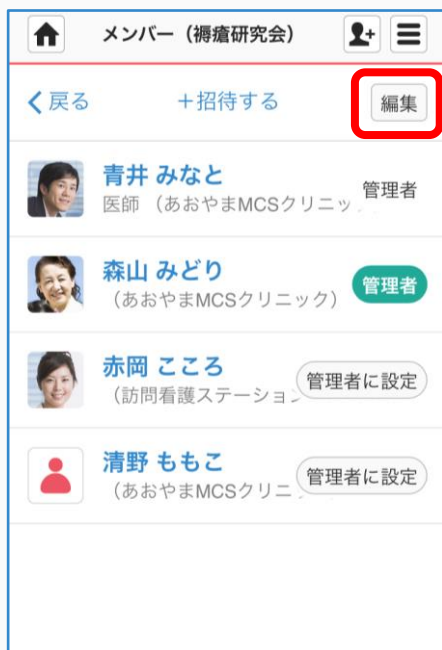 メンバー（褥瘡研究会）
戻る ＋招待する 編集
青井 みなと
医師 （あおやまMCSクリニッ 管理者
森山 みどり
（あおやまMCSクリニック） 管理者
赤岡 こころ
（訪問看護ステーショ 管理者に設定
清野 ももこ
（あおやまMCSクリニ 管理者に設定